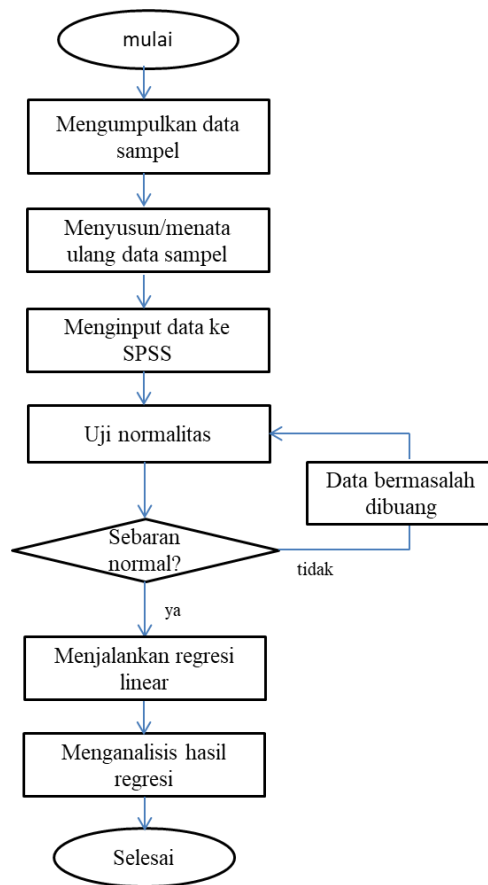 mulai
Mengumpulkan data
sampel
Menyusun/menata
ulang data sampel
Menginput data ke
SPSS
Uji normalitas
Data bermasalah
dibuang
Sebaran
normal?
tidak
ya
Menjalankan regresi
linear
Menganalisis hasil
regresi
Selesai